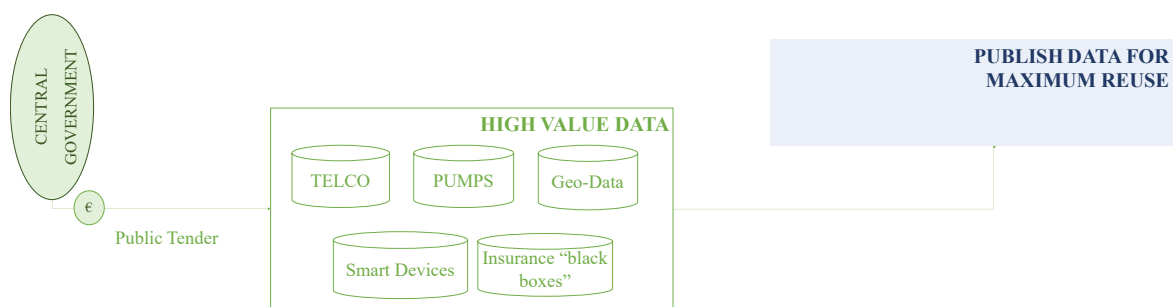 CENTRAL
GOVERNMENT
€
Public Tender
HIGH VALUE DATA
TELCO
PUMPS
Geo-Data
Smart Devices
Insurance “black
boxes”
PUBLISH DATA FOR
MAXIMUM REUSE